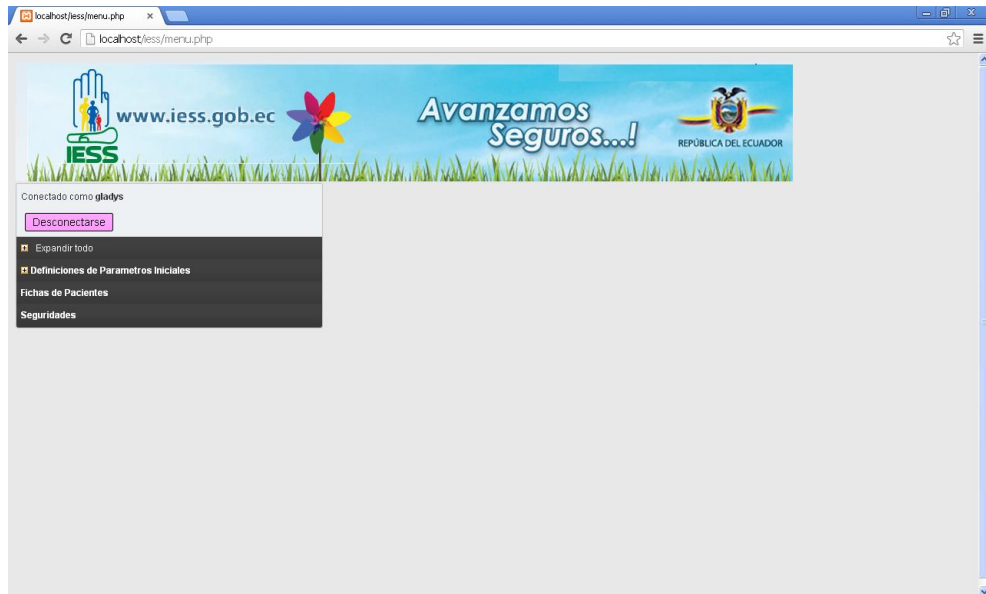 localhost/iess/menu.php
localhost/iess/menu.php
www.iess.gob.ec
IESS
Avanzamos
Seguros...!
REPÚBLICA DEL ECUADOR
Conectado como gladys
Desconectarse
Expandir todo
Definiciones de Parametros Iniciales
Fichas de Pacientes
Seguridades